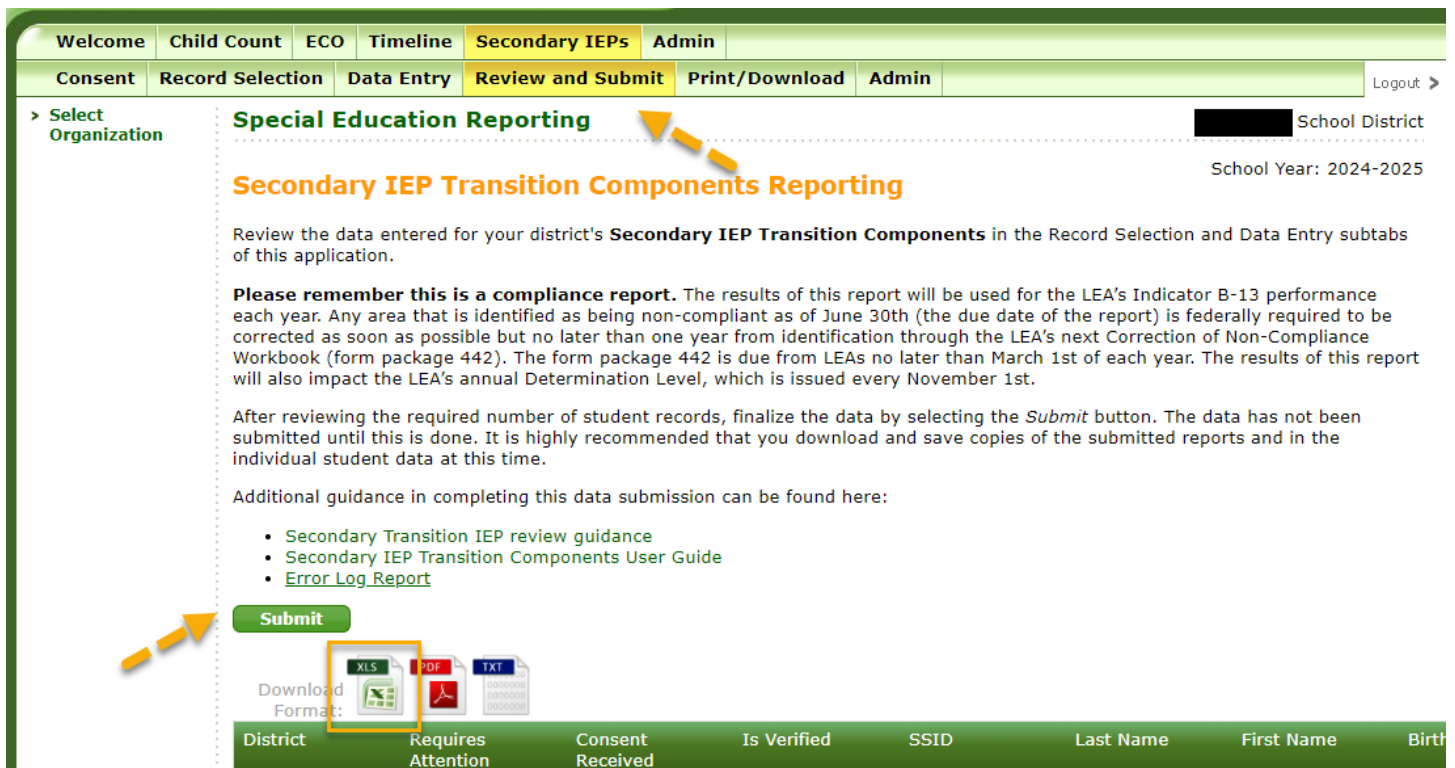 Welcome Child Count ECO Timeline Secondary IEPs Admin
Consent Record Selection Data Entry Review and Submit Print/Download Admin
Logout >
> Select
Organization
Special Education Reporting
School District
School Year: 2024-2025
Secondary IEP Transition Components Reporting
Review the data entered for your district's Secondary IEP Transition Components in the Record Selection and Data Entry subtabs
of this application.
Please remember this is a compliance report. The results of this report will be used for the LEA's Indicator B-13 performance
each year. Any area that is identified as being non-compliant as of June 30th (the due date of the report) is federally required to be
corrected as soon as possible but no later than one year from identification through the LEA's next Correction of Non-Compliance
Workbook (form package 442). The form package 442 is due from LEAs no later than March 1st of each year. The results of this report
will also impact the LEA's annual Determination Level, which is issued every November 1st.
After reviewing the required number of student records, finalize the data by selecting the Submit button. The data has not been
submitted until this is done. It is highly recommended that you download and save copies of the submitted reports and in the
individual student data at this time.
Additional guidance in completing this data submission can be found here:
• Secondary Transition IEP review guidance
• Secondary IEP Transition Components User Guide
• Error Log Report
Submit
XLS PDF TXT
Download
Format:
District Requires Consent Is Verified SSID Last Name First Name Birth
Attention Received